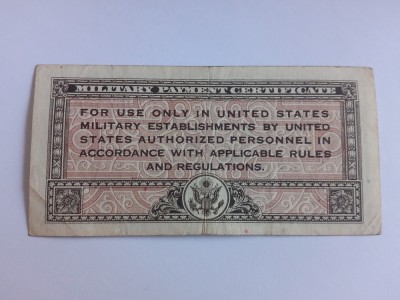 MILITARY PAYMENT CERTIFICATE
FOR USE ONLY IN UNITED STATES
MILITARY ESTABLISHMENTS BY UNITED
STATES AUTHORIZED PERSONNEL IN
ACCORDANCE WITH APPLICABLE RULES
AND REGULATIONS.